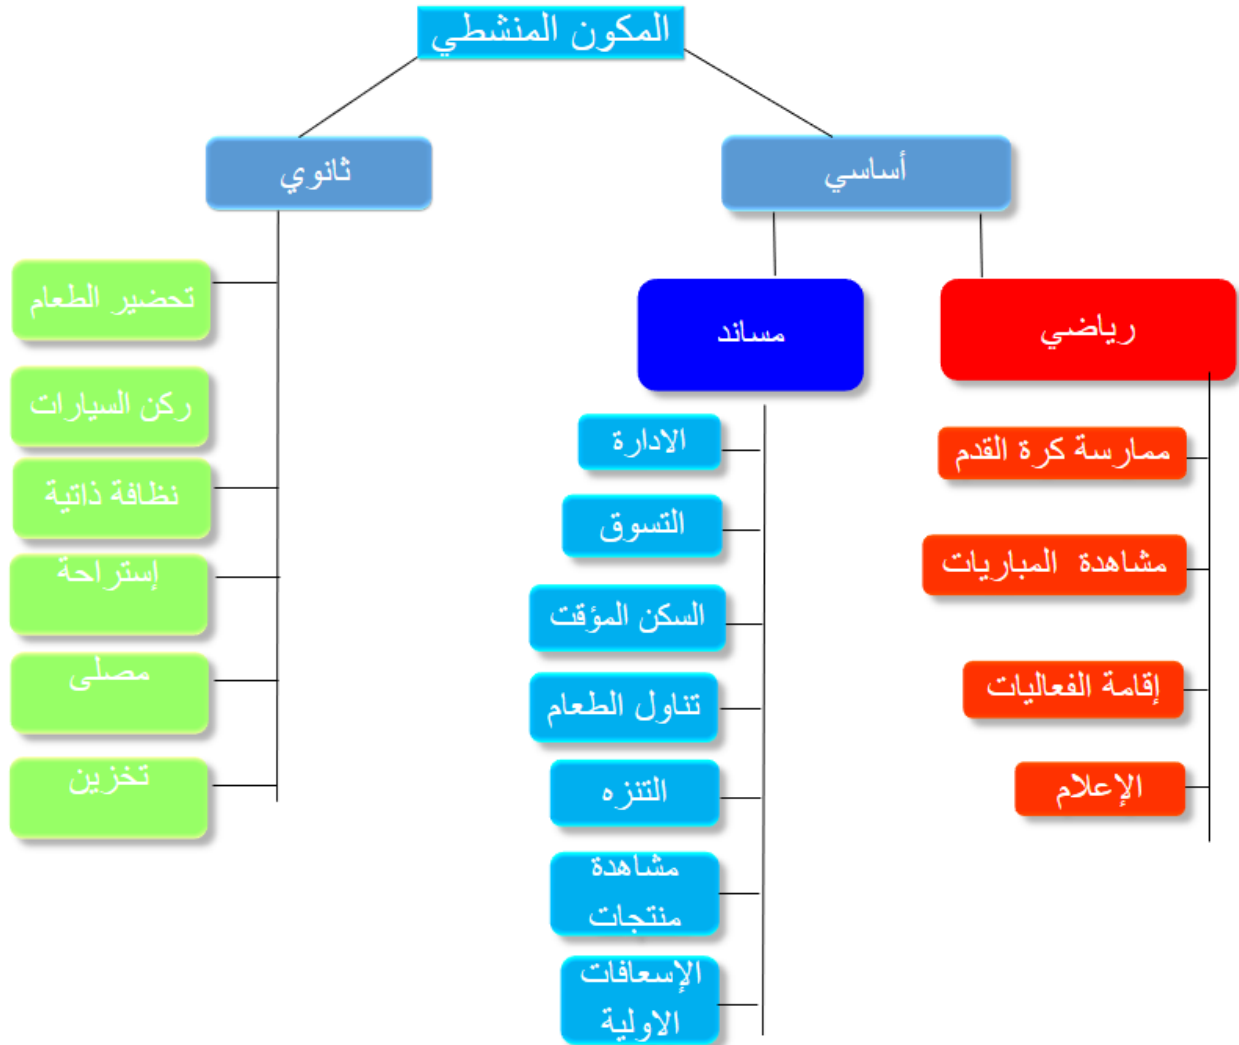 المكون المنشطي
أساسي
ثانوي
رياضي
ممارسة كرة القدم
مشاهدة المباريات
إقامة الفعاليات
الإعلام
مساند
الادارة
التسوق
السكن المؤقت
تناول الطعام
التنزه
مشاهدة
منتجات
الإسعافات
الاولية
تحضير الطعام
ركن السيارات
نظافة ذاتية
إستراحة
مصلى
تخزين